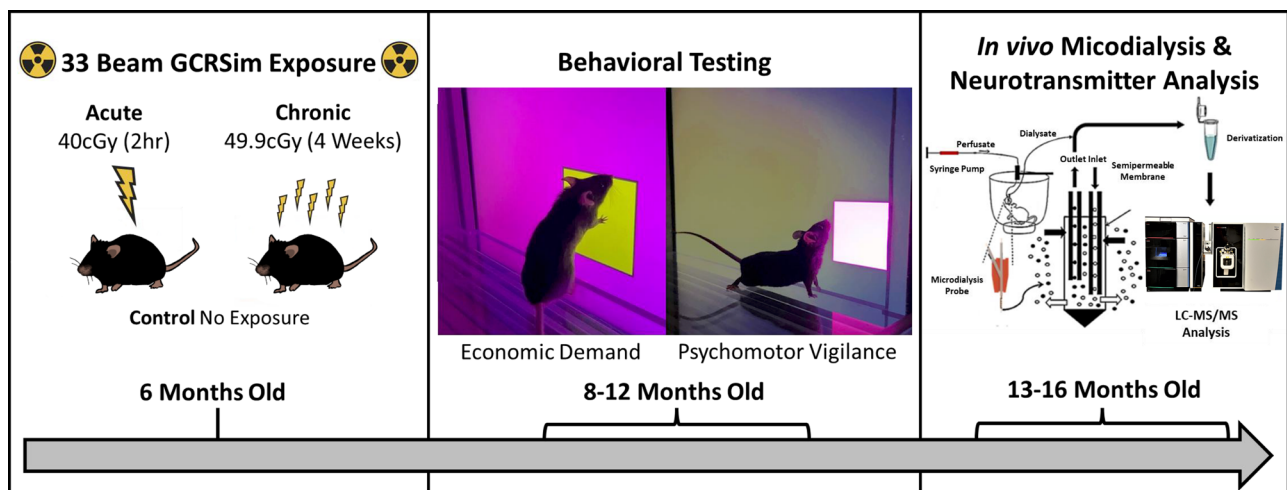 33 Beam GCRSim Exposure
Acute
40cGy (2hr)
Chronic
49.9cGy (4 Weeks)
Control No Exposure
6 Months Old
Behavioral Testing
Economic Demand
Psychomotor Vigilance
8-12 Months Old
In vivo Micodialysis &
Neurotransmitter Analysis
Dialysate
Perfusate
Syringe Pump
Outlet Inlet
Semipermeable
Membrane
Derivatization
Microdialysis
Probe
LC-MS/MS
Analysis
13-16 Months Old